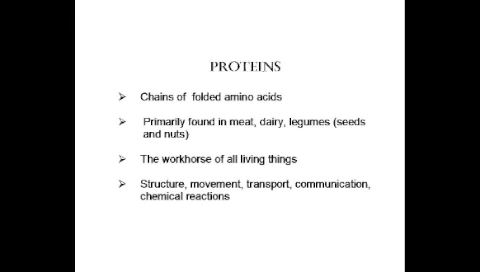 PROTEINS
➢ Chains of folded amino acids
➢ Primarily found in meat, dairy, legumes (seeds
and nuts)
➢ The workhorse of all living things
➢ Structure, movement, transport, communication,
chemical reactions